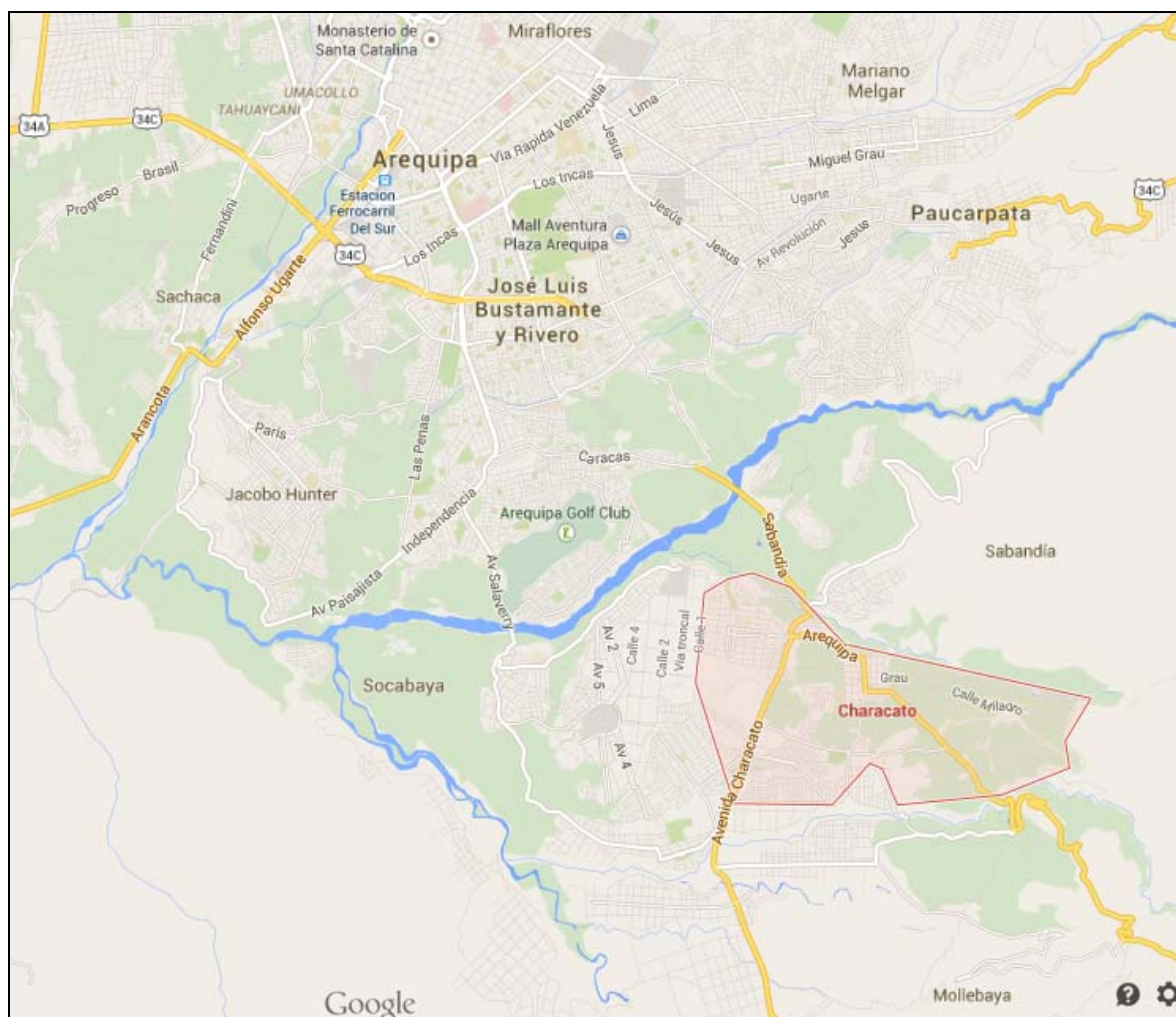 Monasterio de
Santa Catalina
Miraflores
Mariano
Melgar
UMACOLLO
TAHUAYCANI
34A
34C
Via Rapida Venezuela
Lima
Jesus
Miguel Grau
Arequipa
Estacion
Ferrocarril
Del Sur
Brasil
Progreso
Fernandini
Los Incas
Ugarte
34C
Paucarpata
Mall Aventura
Plaza Arequipa
Jesús
Jesus
Av Revolución
Jesus
Los Incas
34C
José Luis
Bustamante
y Rivero
Sachaca
Alfonso Ugarte
Arancota
París
Las Penas
Caracas
Jacobo Hunter
Independencia
Arequipa Golf Club
Sabandía
Sabandía
Av Paisajista
Av Salaverry
Av 2
Calle 4
Calle 2
Vía troncal
Calle 1
Av 5
Arequipa
Grau
Calle Milagro
Socabaya
Characato
Av 4
Avenida Characato
Google
Mollebaya
?